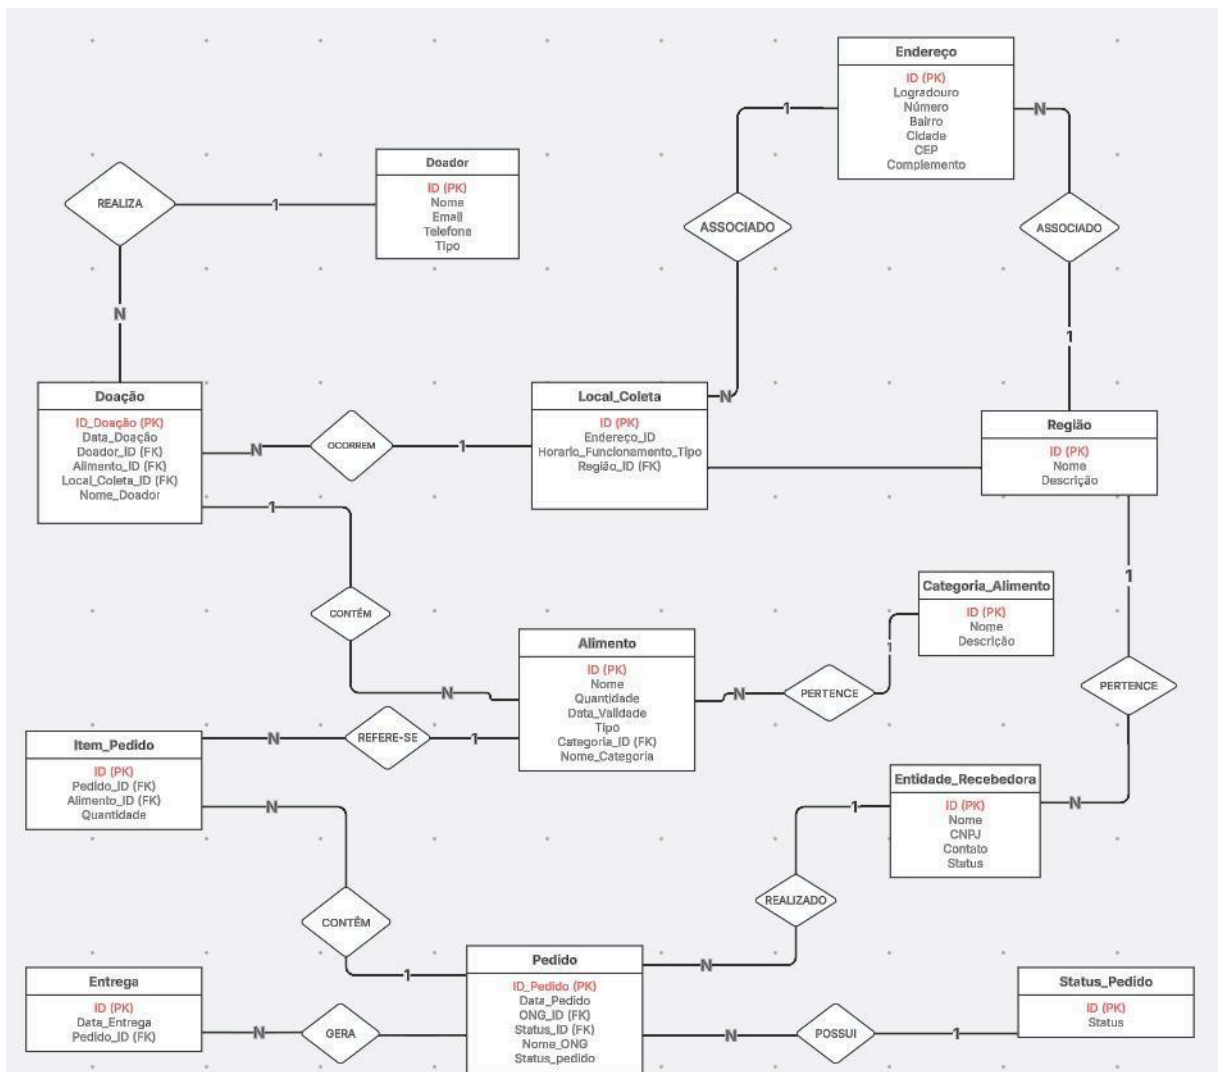 Endereço
ID (PK)
Logradouro
Número
Bairro
Cidade
CEP
Complemento
1
N
Doador
ID (PK)
Nome
Email
Telefone
Tipo
REALIZA
1
N
ASSOCIADO
ASSOCIADO
1
N
Doação
ID_Doação (PK)
Data_Doação
Doador_ID (FK)
Alimento_ID (FK)
Local_Coleta_ID (FK)
Nome_Doador
N
OCORREM
1
Local_Coleta
ID (PK)
Endereço_ID
Horario_Funcionamento_Tipo
Região_ID (FK)
Região
ID (PK)
Nome
Descrição
1
CONTÊM
N
1
Categoria_Alimento
ID (PK)
Nome
Descrição
Alimento
ID (PK)
Nome
Quantidade
Data_Validade
Tipo
Categoria_ID (FK)
Nome_Categoria
N
PERTENCE
1
PERTENCE
N
Item_Pedido
ID (PK)
Pedido_ID (FK)
Alimento_ID (FK)
Quantidade
N
REFERE-SE
1
N
Entidade_Recebedora
ID (PK)
Nome
CNPJ
Contato
Status
1
REALIZADO
N
CONTÊM
1
Pedido
ID_Pedido (PK)
Data_Pedido
ONG_ID (FK)
Status_ID (FK)
Nome_ONG
Status_pedido
Entrega
ID (PK)
Data_Entrega
Pedido_ID (FK)
N
GERA
N
POSSUI
1
Status_Pedido
ID (PK)
Status